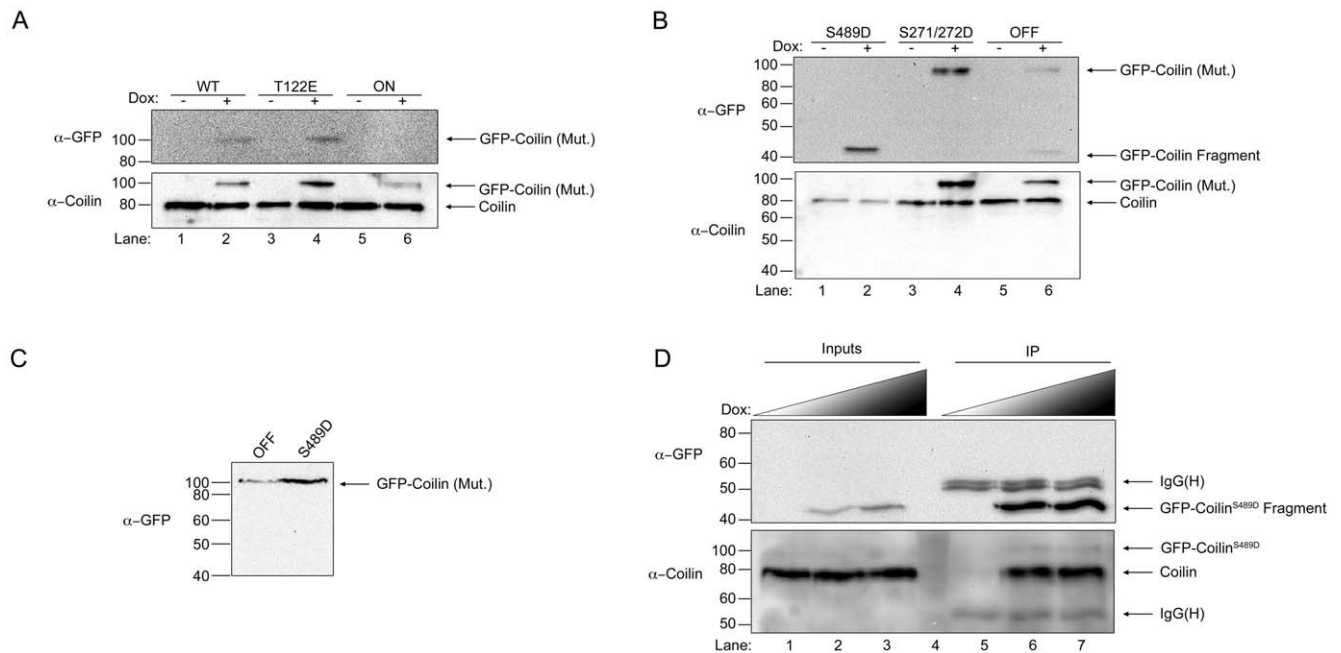 A
WT T122E ON
Dox: - + - + - +
α-GFP
100
80
GFP-Coilin (Mut.)
α-Coilin
100
80
GFP-Coilin (Mut.)
Coilin
Lane: 1 2 3 4 5 6
B
S489D S271/272D OFF
Dox: - + - + - +
α-GFP
100
80
60
50
40
GFP-Coilin (Mut.)
GFP-Coilin Fragment
α-Coilin
100
80
60
50
40
GFP-Coilin (Mut.)
Coilin
Lane: 1 2 3 4 5 6
C
OFF S489D
α-GFP
100
80
60
50
40
GFP-Coilin (Mut.)
D
Inputs IP
Dox:
α-GFP
80
60
50
40
IgG(H)
GFP-Coilin^S489D Fragment
α-Coilin
100
80
60
50
GFP-Coilin^S489D
Coilin
IgG(H)
Lane: 1 2 3 4 5 6 7